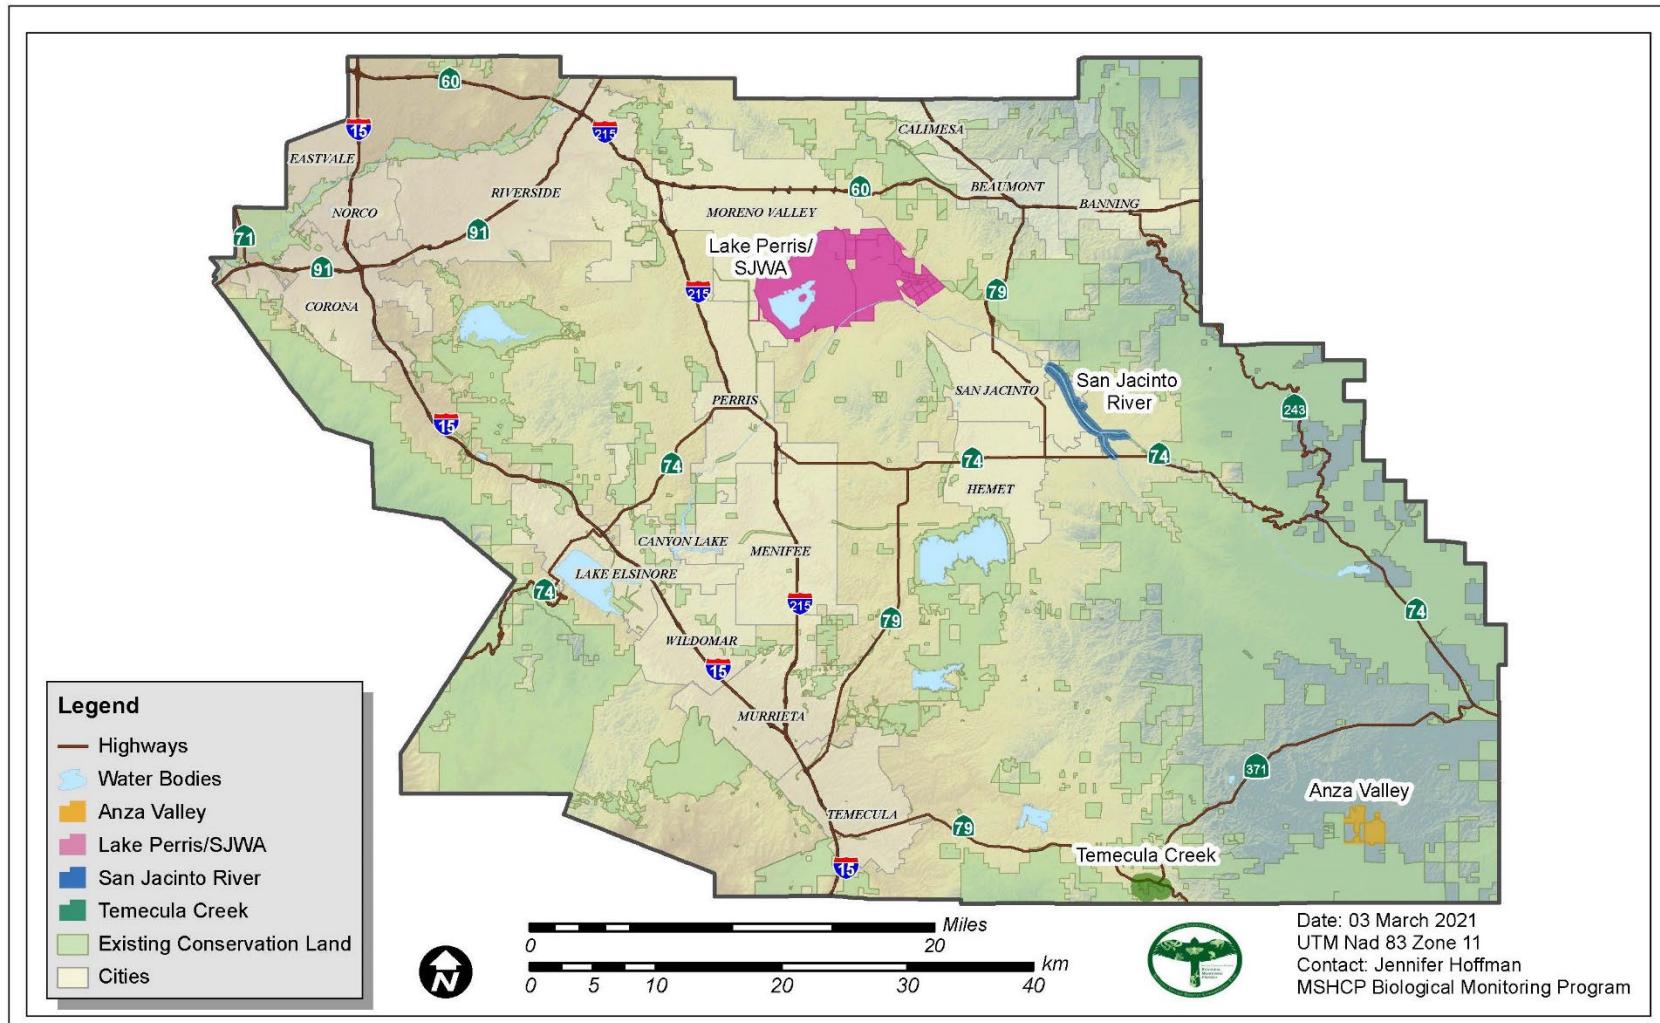 60
CALIMESA
15
215
EASTVALE
BEAUMONT
60
RIVERSIDE
BANNING
NORCO
MORENO VALLEY
71
91
Lake Perris/
SJWA
91
215
79
CORONA
San Jacinto
River
SAN JACINTO
PERRIS
243
15
74
74
74
HEMET
CANYON LAKE
MENIFEE
LAKE ELSINORE
74
215
74
79
WILDOMAR
15
MURRIETA
371
Anza Valley
TEMECULA
79
Temecula Creek
15
Legend
Highways
Water Bodies
Anza Valley
Lake Perris/SJWA
San Jacinto River
Temecula Creek
Existing Conservation Land
Cities
N
Miles
0 20
km
0 5 10 20 30 40
Date: 03 March 2021
UTM Nad 83 Zone 11
Contact: Jennifer Hoffman
MSHCP Biological Monitoring Program